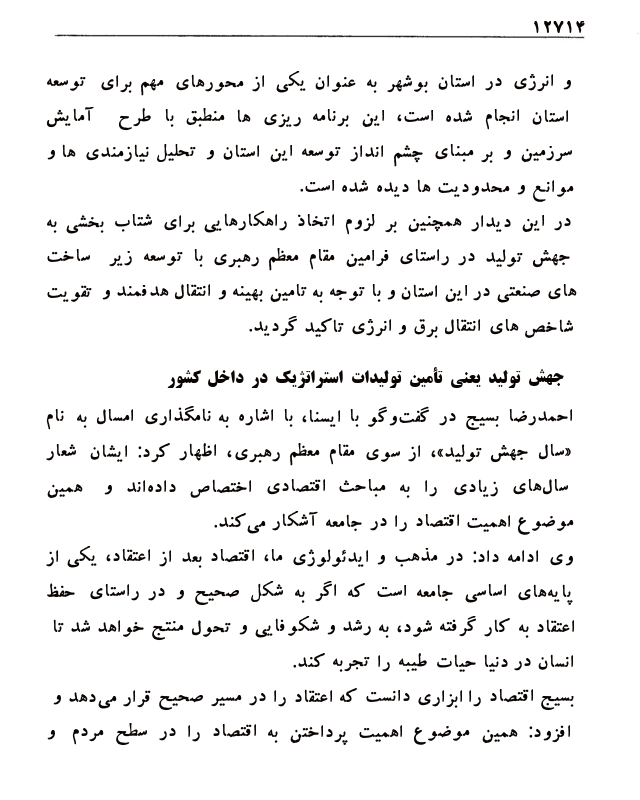 ۱۲۷۱۴
و انرژی در استان بوشهر به عنوان یکی از محورهای مهم برای توسعه
استان انجام شده است، این برنامه ریزی ها منطبق با طرح آمایش
سرزمین و بر مبنای چشم انداز توسعه این استان و تحلیل نیازمندی ها و
موانع و محدودیت ها دیده شده است.
در این دیدار همچنین بر لزوم اتخاذ راهکارهایی برای شتاب بخشی به
جهش تولید در راستای فرامین مقام معظم رهبری با توسعه زیر ساخت
های صنعتی در این استان و با توجه به تامین بهینه و انتقال هدفمند و تقویت
شاخص های انتقال برق و انرژی تاکید گردید.
جهش تولید یعنی تأمین تولیدات استراتژیک در داخل کشور
احمدرضا بسیج در گفت‌وگو با ایسنا، با اشاره به نامگذاری امسال به نام
«سال جهش تولید»، از سوی مقام معظم رهبری، اظهار کرد: ایشان شعار
سال‌های زیادی را به مباحث اقتصادی اختصاص داده‌اند و همین
موضوع اهمیت اقتصاد را در جامعه آشکار می‌کند.
وی ادامه داد: در مذهب و ایدئولوژی ما، اقتصاد بعد از اعتقاد، یکی از
پایه‌های اساسی جامعه است که اگر به شکل صحیح و در راستای حفظ
اعتقاد به کار گرفته شود، به رشد و شکوفایی و تحول منتج خواهد شد تا
انسان در دنیا حیات طیبه را تجربه کند.
بسیج اقتصاد را ابزاری دانست که اعتقاد را در مسیر صحیح قرار می‌دهد و
افزود: همین موضوع اهمیت پرداختن به اقتصاد را در سطح مردم و